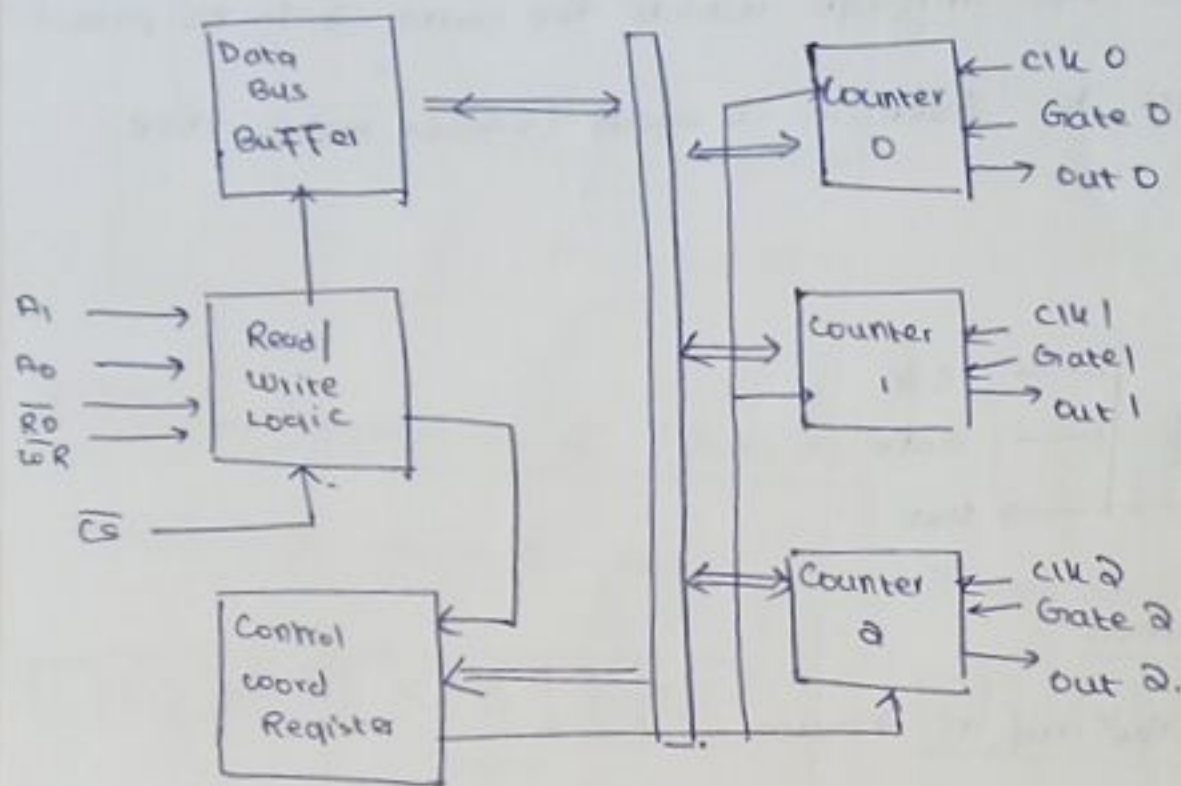 Data
Bus
Buffer
A1
A0
RD
WR
CS
Read/
Write
Logic
Control
word
Register
Counter
0
Clk 0
Gate 0
Out 0
Counter
1
Clk 1
Gate 1
Out 1
Counter
2
Clk 2
Gate 2
Out 2.